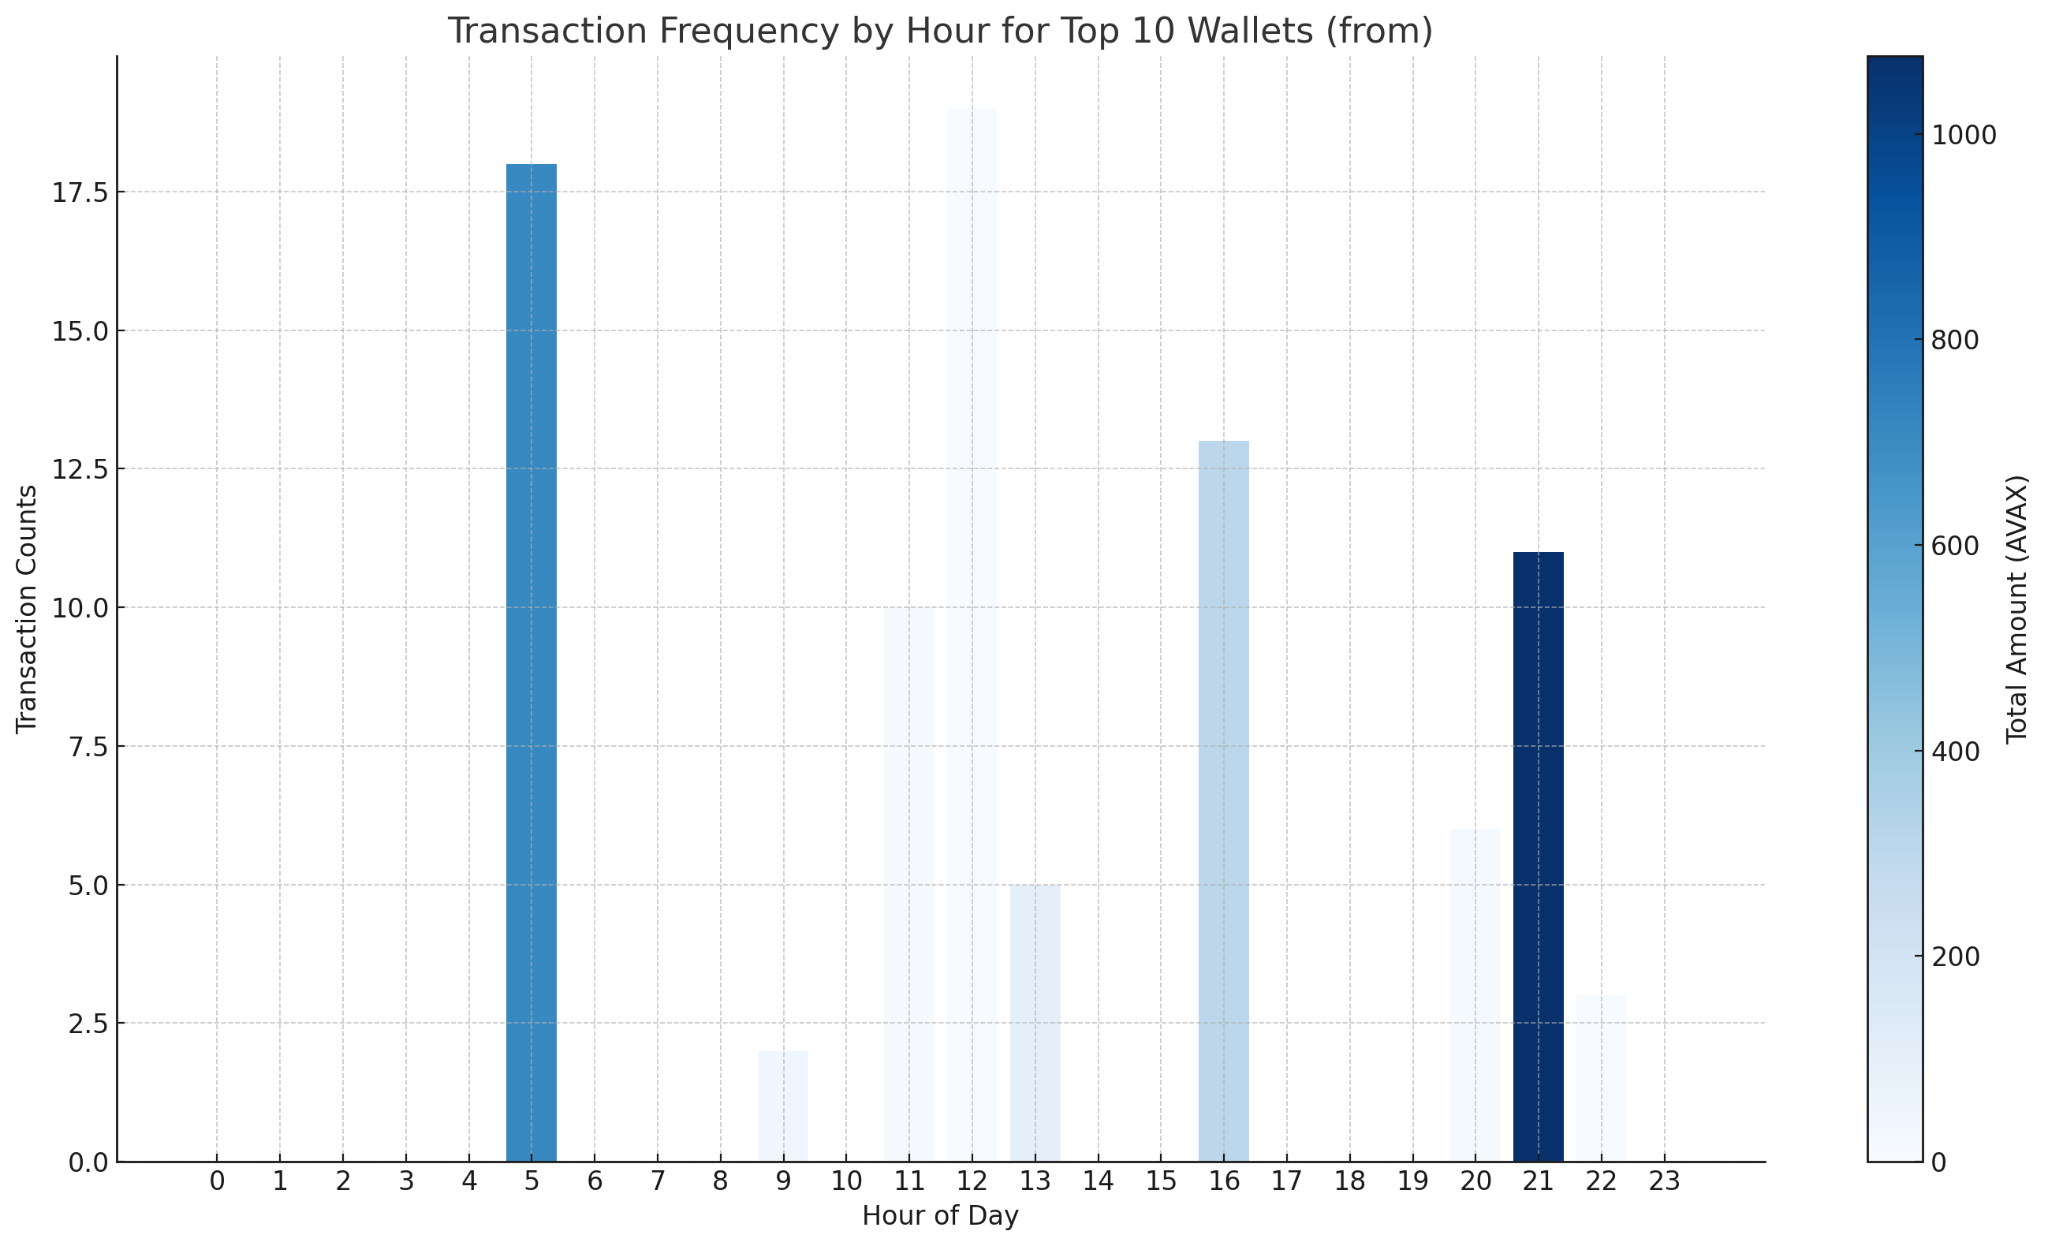 Transaction Frequency by Hour for Top 10 Wallets (from)
Transaction Counts
17.5
15.0
12.5
10.0
7.5
5.0
2.5
0.0
0 1 2 3 4 5 6 7 8 9 10 11 12 13 14 15 16 17 18 19 20 21 22 23
Hour of Day
1000
800
600
400
200
0
Total Amount (AVAX)